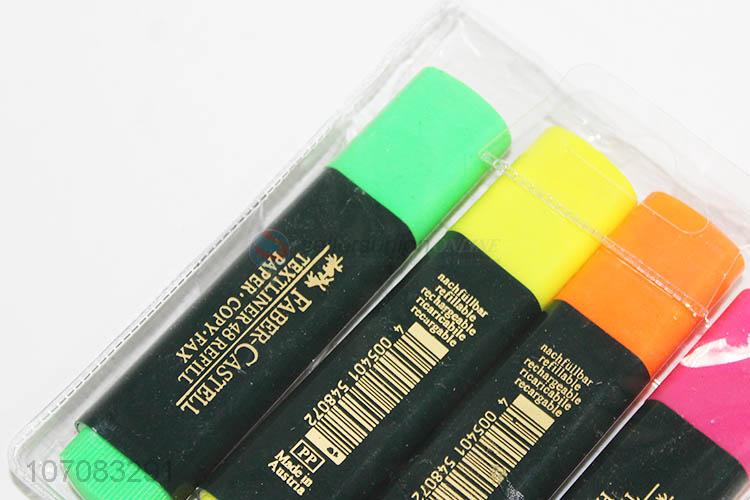 FABER-CASTELL
TEXTLINER 48 REFILL
PAPER · COPY FAX
nachfüllbar
refillable
rechargeable
ricaricabile
recargable
4 005401 548072
PP
Made in
Austria
nachfüllbar
refillable
rechargeable
ricaricabile
recargable
4 005401 548072
107083291